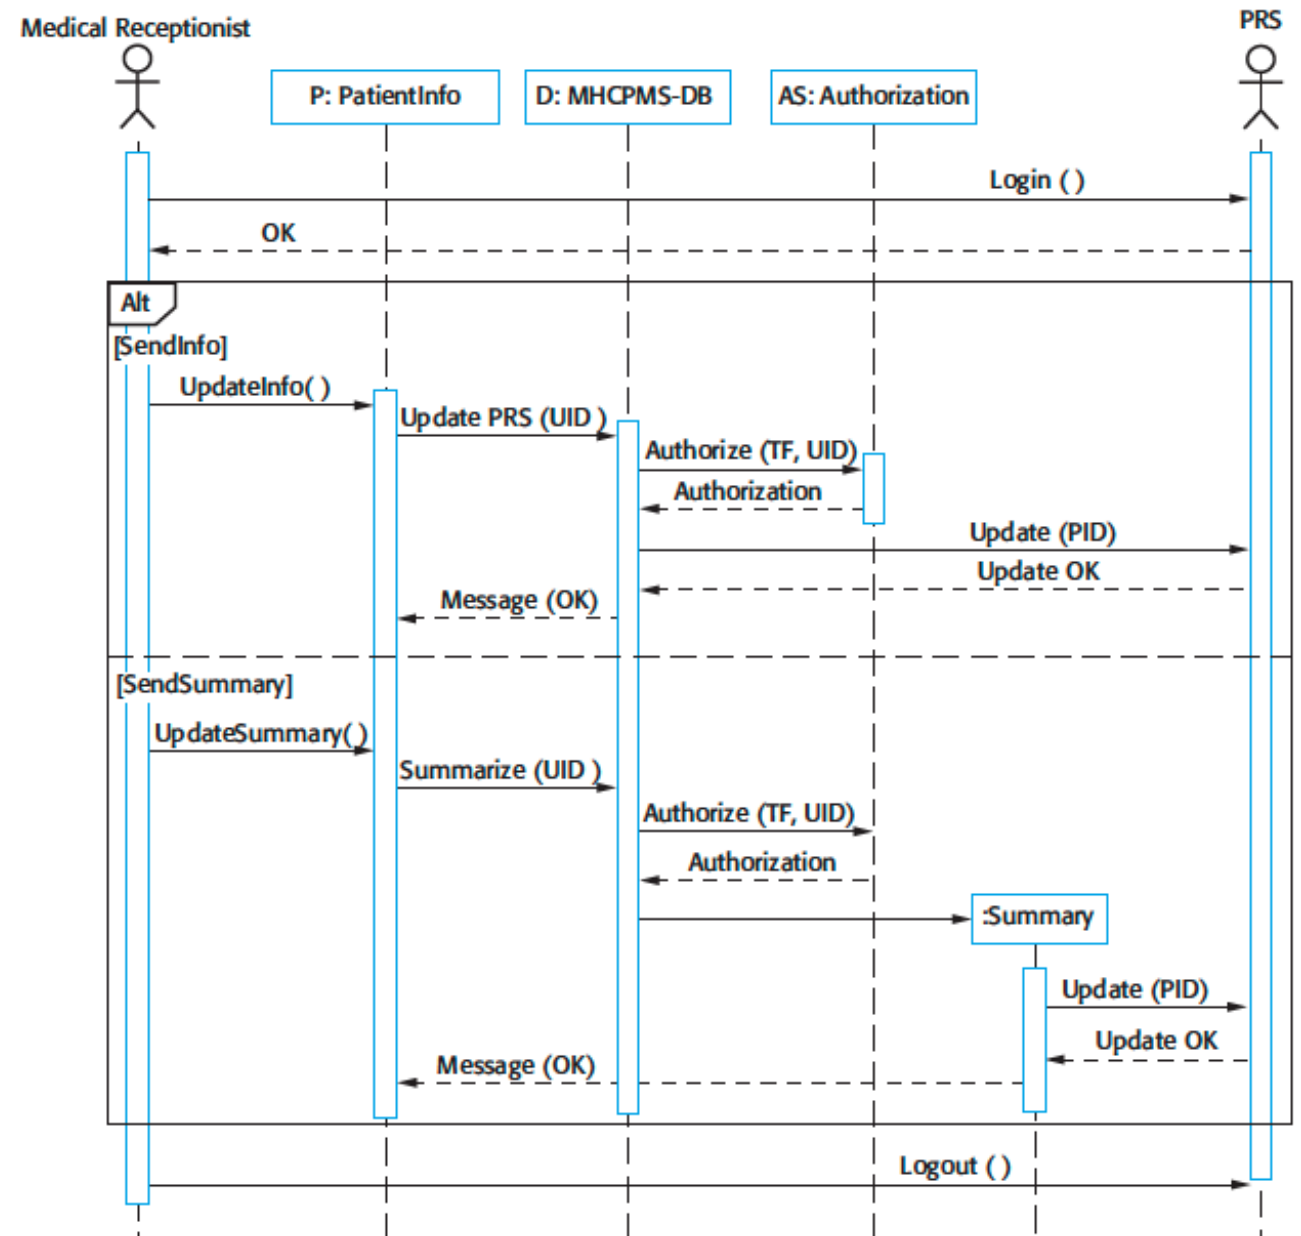 Medical Receptionist
PRS
P: PatientInfo
D: MHCPMS-DB
AS: Authorization
Login ( )
OK
Alt
[SendInfo]
UpdateInfo( )
Update PRS (UID )
Authorize (TF, UID)
Authorization
Update (PID)
Update OK
Message (OK)
[SendSummary]
UpdateSummary( )
Summarize (UID )
Authorize (TF, UID)
Authorization
:Summary
Update (PID)
Update OK
Message (OK)
Logout ( )